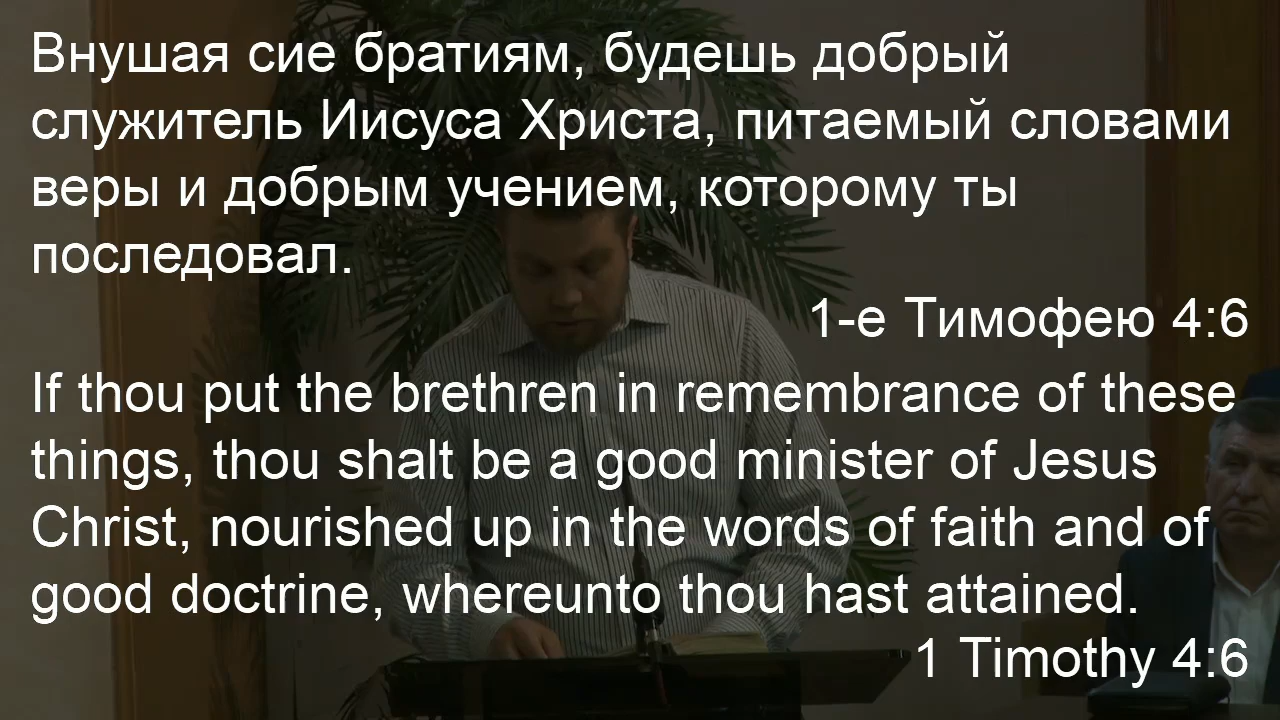 Внушая сие братиям, будешь добрый
служитель Иисуса Христа, питаемый словами
веры и добрым учением, которому ты
последовал.
1-е Тимофею 4:6
If thou put the brethren in remembrance of these
things, thou shalt be a good minister of Jesus
Christ, nourished up in the words of faith and of
good doctrine, whereunto thou hast attained.
1 Timothy 4:6